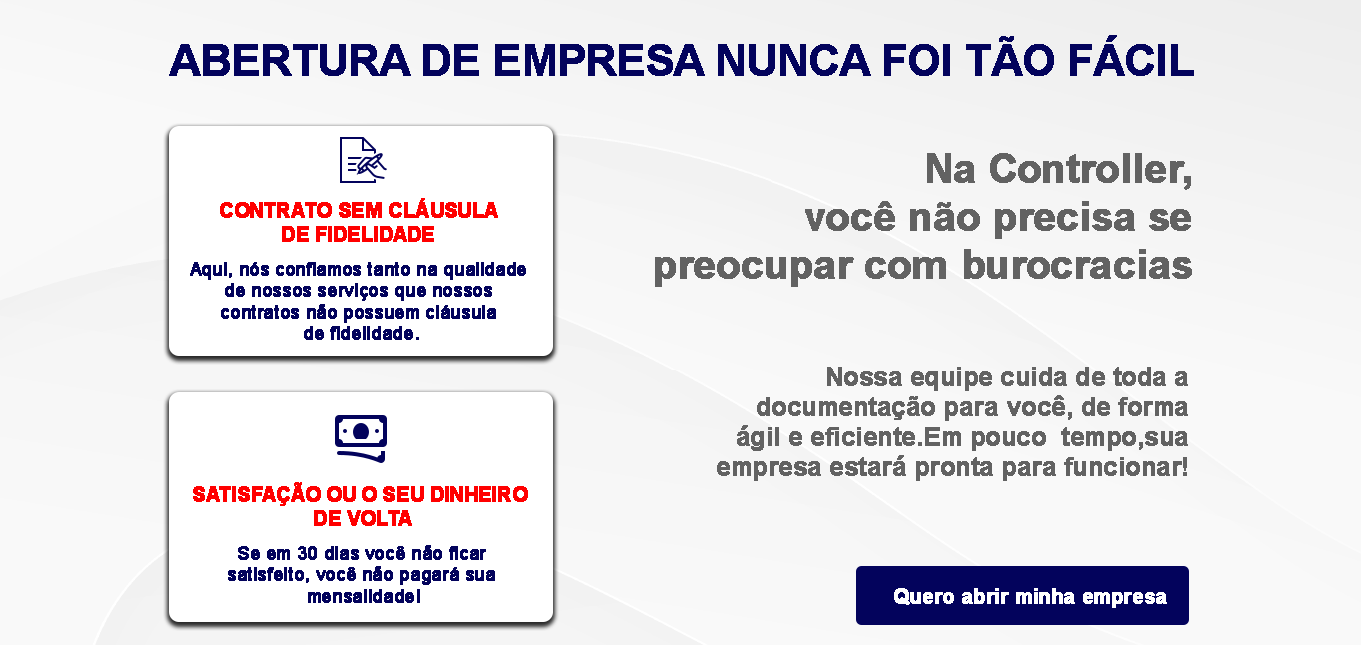 ABERTURA DE EMPRESA NUNCA FOI TÃO FÁCIL
CONTRATO SEM CLÁUSULA
DE FIDELIDADE
Aqui, nós confiamos tanto na qualidade
de nossos serviços que nossos
contratos não possuem cláusula
de fidelidade.
SATISFAÇÃO OU O SEU DINHEIRO
DE VOLTA
Se em 30 dias você não ficar
satisfeito, você não pagará sua
mensalidade!
Na Controller,
você não precisa se
preocupar com burocracias
Nossa equipe cuida de toda a
documentação para você, de forma
ágil e eficiente.Em pouco  tempo,sua
empresa estará pronta para funcionar!
Quero abrir minha empresa